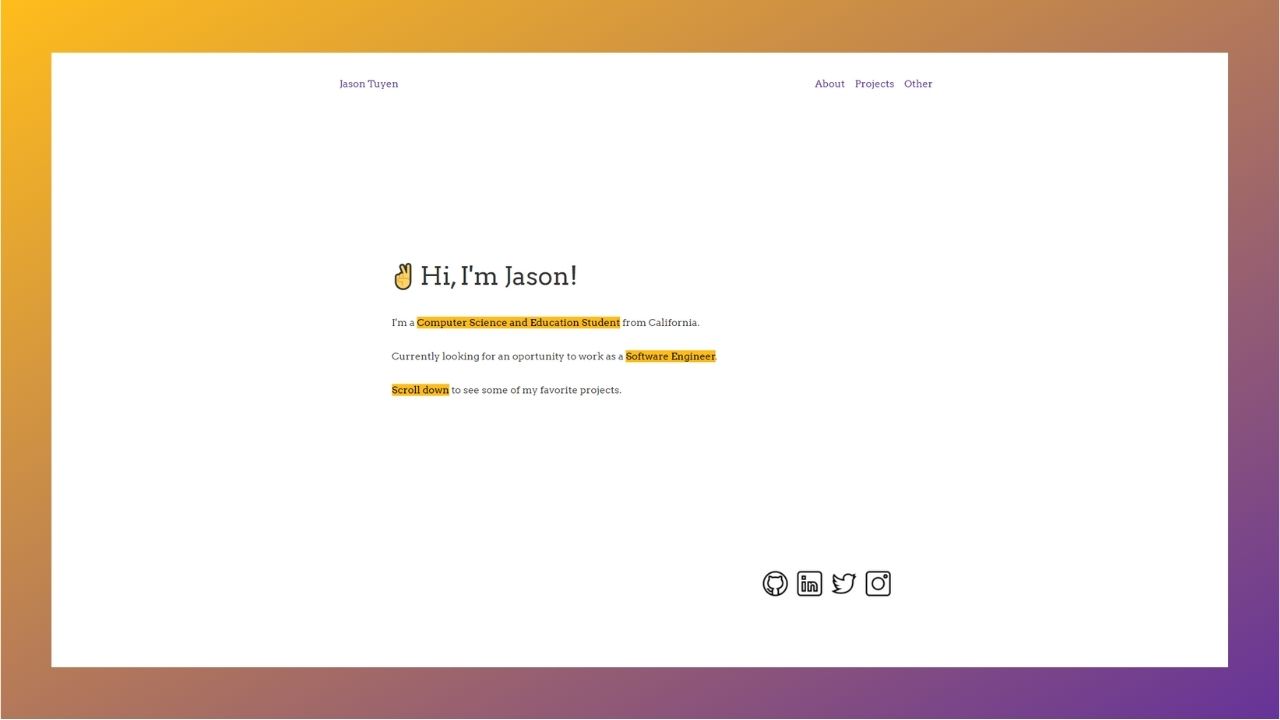 Jason Tuyen
About Projects Other
✌ Hi, I'm Jason!
I'm a Computer Science and Education Student from California.
Currently looking for an oportunity to work as a Software Engineer.
Scroll down to see some of my favorite projects.
in